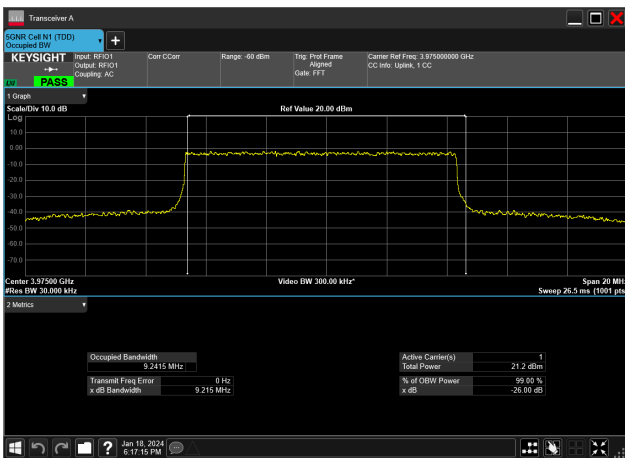 Transceiver A
5GNR Cell N1 (TDD)
Occupied BW
KEYSIGHT
LV PASS
Input: RFIO1
Output: RFIO1
Coupling: AC
Corr CCorr
Range: -60 dBm
Trig: Prot Frame
Aligned
Gate: FFT
Carrier Ref Freq: 3.975000000 GHz
CC Info: Uplink, 1 CC
1 Graph
Scale/Div 10.0 dB
Ref Value 20.00 dBm
Log
10.0
0.00
-10.0
-20.0
-30.0
-40.0
-50.0
-60.0
-70.0
Center 3.97500 GHz
Video BW 300.00 kHz*
Span 20 MHz
#Res BW 30.000 kHz
Sweep 26.5 ms (1001 pts
2 Metrics
Occupied Bandwidth
9.2415 MHz
Active Carrier(s) 1
Total Power 21.2 dBm
Transmit Freq Error 0 Hz
x dB Bandwidth 9.215 MHz
% of OBW Power 99.00 %
x dB -26.00 dB
?
Jan 18, 2024
6:17:15 PM